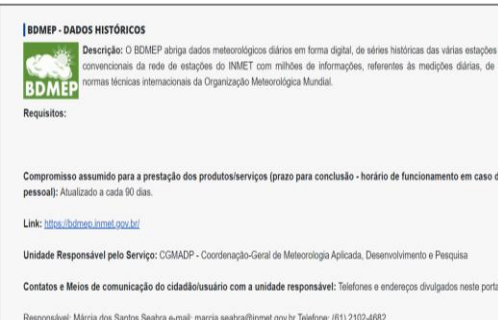 BDMEP - DADOS HISTÓRICOS
Descrição: O BDMEP abriga dados meteorológicos diários em forma digital, de séries históricas das várias estações
convencionais da rede de estações do INMET com milhões de informações, referentes às medições diárias, de
BDMEP normas técnicas internacionais da Organização Meteorológica Mundial.
Requisitos:
Compromisso assumido para a prestação dos produtos/serviços (prazo para conclusão - horário de funcionamento em caso d
pessoal): Atualizado a cada 90 dias.
Link: https://bdmep.inmet.gov.br/
Unidade Responsável pelo Serviço: CGMADP - Coordenação-Geral de Meteorologia Aplicada, Desenvolvimento e Pesquisa
Contatos e Meios de comunicação do cidadão/usuário com a unidade responsável: Telefones e endereços divulgados neste porta
Responsável: Márcia dos Santos Seabra e-mail: marcia.seabra@inmet.gov.br Telefone: (61) 2102-4682